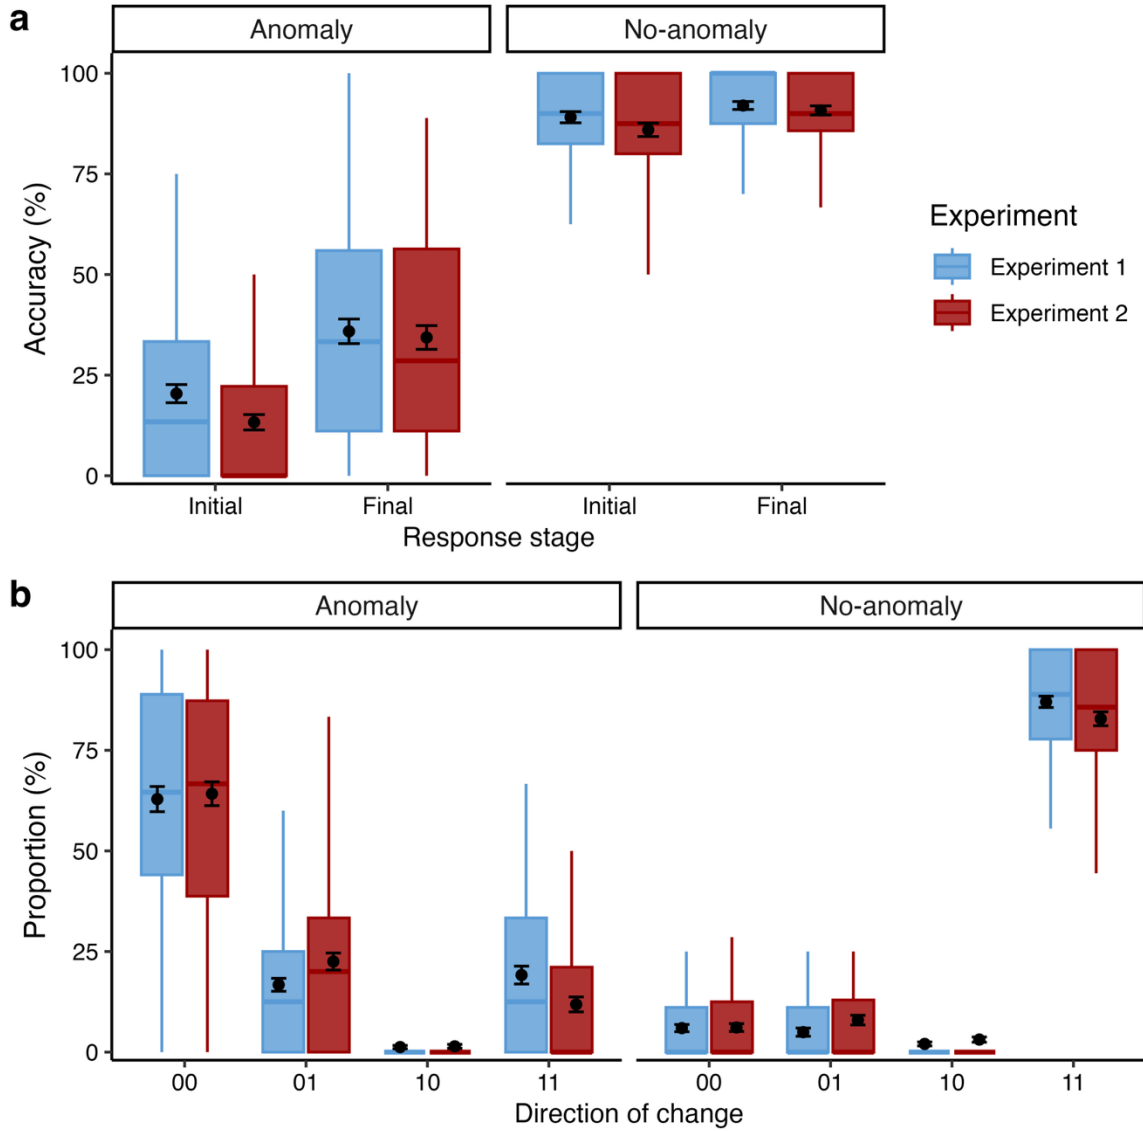 a
Anomaly
No-anomaly
Accuracy (%)
100
75
50
25
0
Initial
Final
Initial
Final
Response stage
Experiment
Experiment 1
Experiment 2
b
Anomaly
No-anomaly
Proportion (%)
100
75
50
25
0
00
01
10
11
00
01
10
11
Direction of change